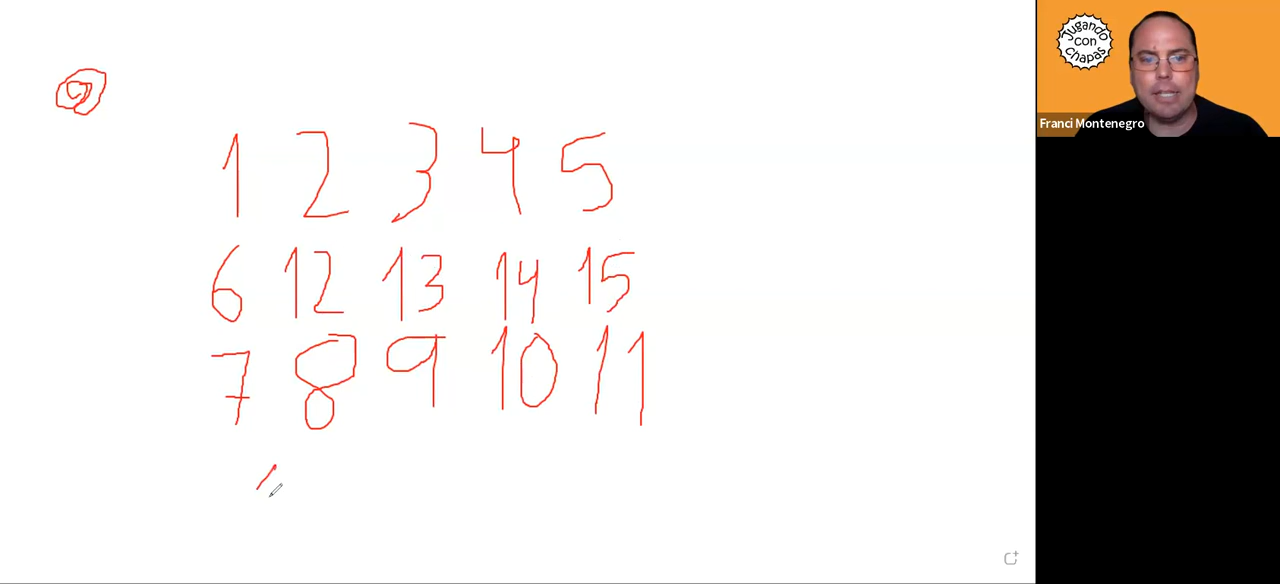 1 2 3 4 5
6 12 13 14 15
7 8 9 10 11
Jugando
con
Chapas
Franci Montenegro